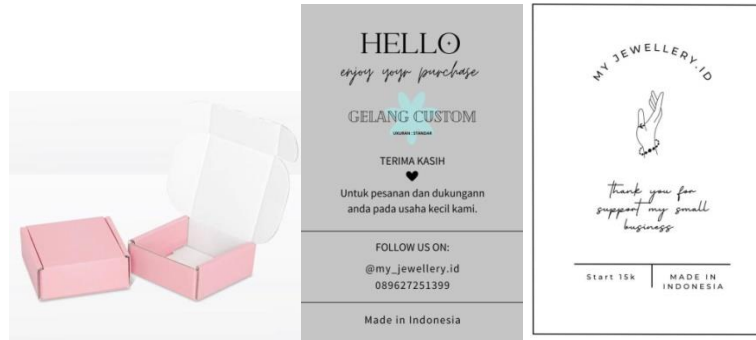 HELLO
enjoy your purchase
GELANG CUSTOM
UKURAN : STANDAR
TERIMA KASIH
Untuk pesanan dan dukungann
anda pada usaha kecil kami.
FOLLOW US ON:
@my_jewellery.id
089627251399
Made in Indonesia
MY JEWELLERY.ID
thank you for
support my small
business
Start 15k
MADE IN
INDONESIA